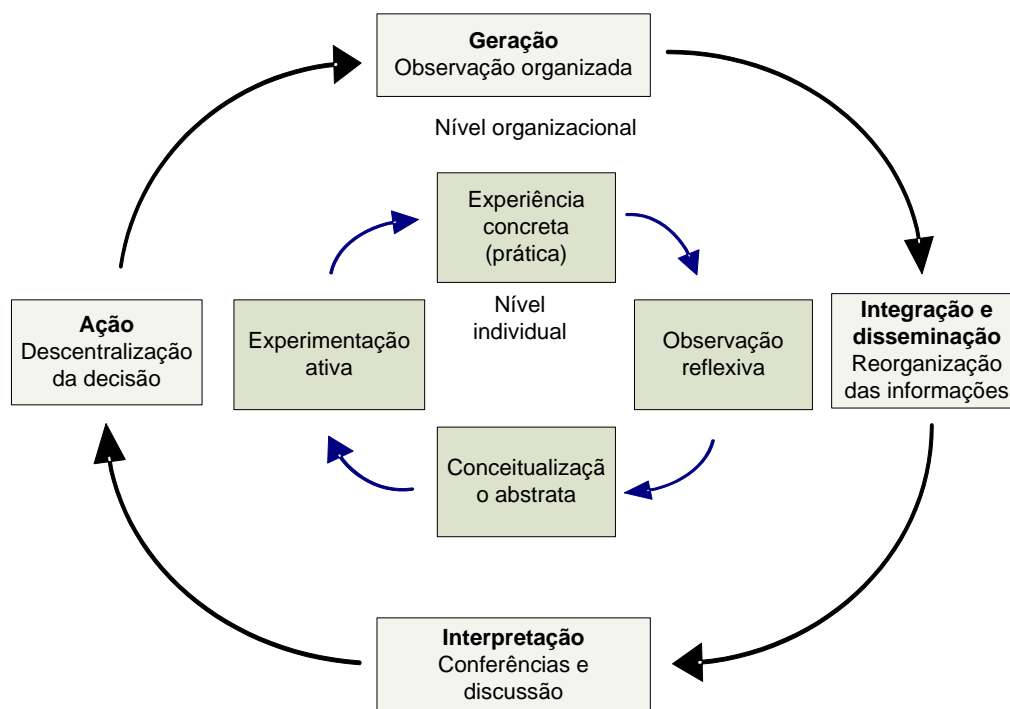 Geração
Observação organizada
Nível organizacional
Experiência
concreta
(prática)
Nível
individual
Ação
Descentralização
da decisão
Experimentação
ativa
Observação
reflexiva
Integração e
disseminação
Reorganização
das informações
Conceitualizaçã
o abstrata
Interpretação
Conferências e
discussão